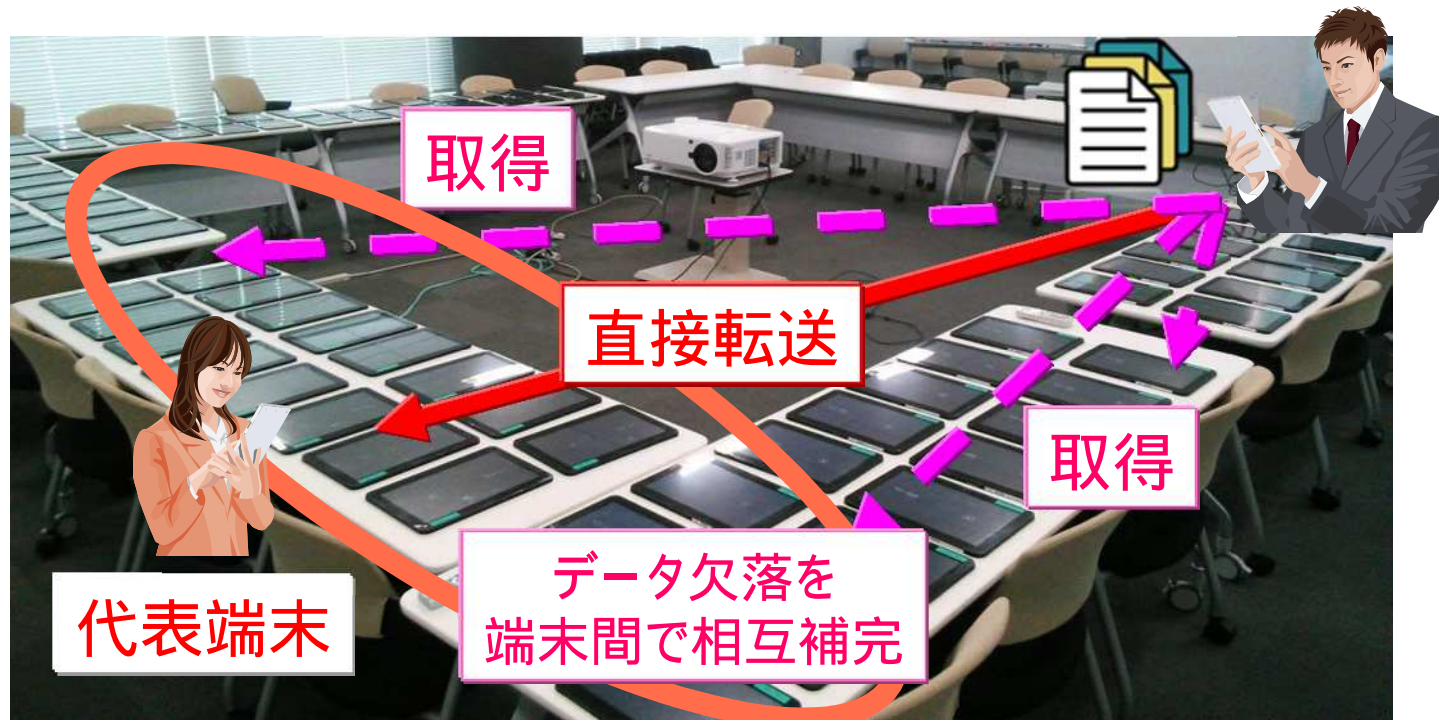 取得
直接転送
取得
データ欠落を
端末間で相互補完
代表端末